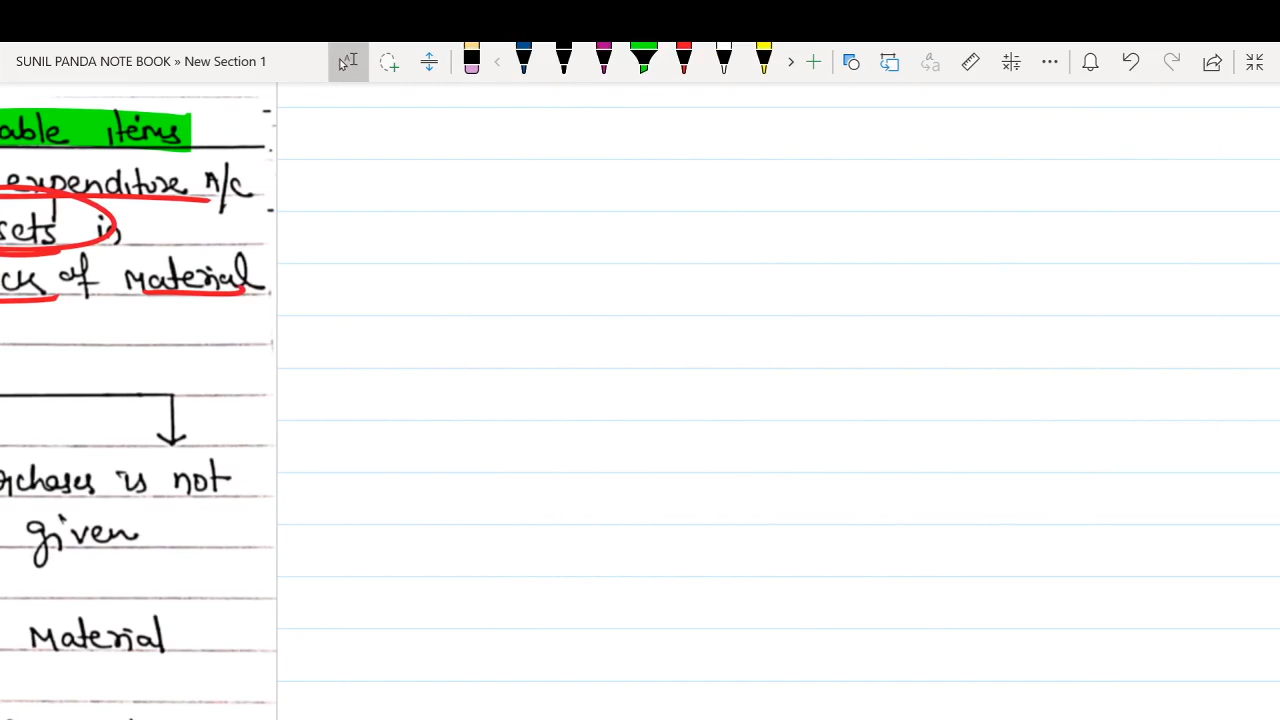 SUNIL PANDA NOTE BOOK » New Section 1
able items
expenditure A/C
sets is
ck of material
rchases is not
given
Material